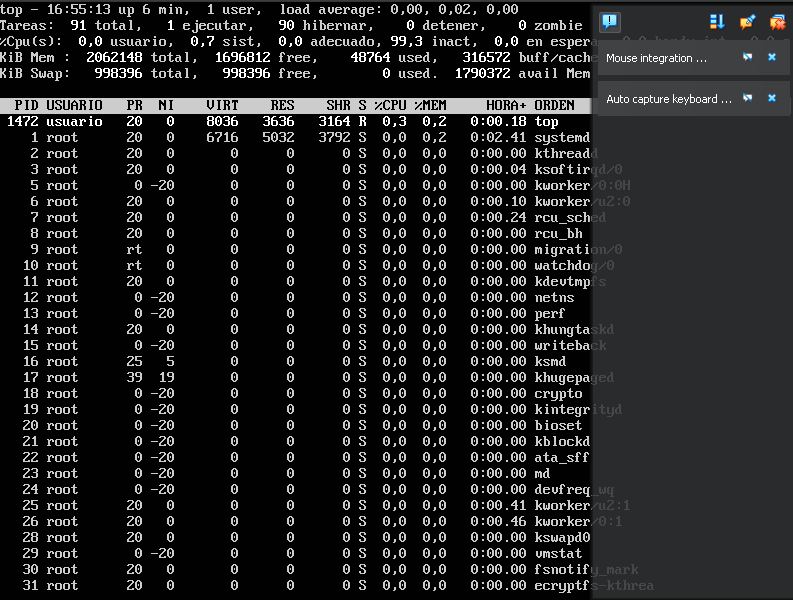 top - 16:55:13 up 6 min,  1 user,  load average: 0,00, 0,02, 0,00
Tareas:  91 total,   1 ejecutar,   90 hibernar,    0 detener,    0 zombie
%Cpu(s):  0,0 usuario,  0,7 sist,  0,0 adecuado, 99,3 inact,  0,0 en espera
KiB Mem :  2062148 total,  1696812 free,    48764 used,   316572 buff/cache
KiB Swap:   998396 total,   998396 free,        0 used.  1790372 avail Mem
Mouse integration ...
Auto capture keyboard ...
PID USUARIO PR NI VIRT RES SHR S %CPU %MEM HORA+ ORDEN
1472 usuario 20 0 8036 3636 3164 R 0,3 0,2 0:00.18 top
1 root 20 0 6716 5032 3792 S 0,0 0,2 0:02.41 systemd
2 root 20 0 0 0 0 S 0,0 0,0 0:00.00 kthreadd
3 root 20 0 0 0 0 S 0,0 0,0 0:00.04 ksoftirqd/0
5 root 0 -20 0 0 0 S 0,0 0,0 0:00.00 kworker/0:0H
6 root 20 0 0 0 0 S 0,0 0,0 0:00.10 kworker/u2:0
7 root 20 0 0 0 0 S 0,0 0,0 0:00.24 rcu_sched
8 root 20 0 0 0 0 S 0,0 0,0 0:00.00 rcu_bh
9 root rt 0 0 0 0 S 0,0 0,0 0:00.00 migration/0
10 root rt 0 0 0 0 S 0,0 0,0 0:00.00 watchdog/0
11 root 20 0 0 0 0 S 0,0 0,0 0:00.00 kdevtmpfs
12 root 0 -20 0 0 0 S 0,0 0,0 0:00.00 netns
13 root 0 -20 0 0 0 S 0,0 0,0 0:00.00 perf
14 root 20 0 0 0 0 S 0,0 0,0 0:00.00 khungtaskd
15 root 0 -20 0 0 0 S 0,0 0,0 0:00.00 writeback
16 root 25 5 0 0 0 S 0,0 0,0 0:00.00 ksmd
17 root 39 19 0 0 0 S 0,0 0,0 0:00.00 khugepaged
18 root 0 -20 0 0 0 S 0,0 0,0 0:00.00 crypto
19 root 0 -20 0 0 0 S 0,0 0,0 0:00.00 kintegrityd
20 root 0 -20 0 0 0 S 0,0 0,0 0:00.00 bioset
21 root 0 -20 0 0 0 S 0,0 0,0 0:00.00 kblockd
22 root 0 -20 0 0 0 S 0,0 0,0 0:00.00 ata_sff
23 root 0 -20 0 0 0 S 0,0 0,0 0:00.00 md
24 root 0 -20 0 0 0 S 0,0 0,0 0:00.00 devfreq_wq
25 root 20 0 0 0 0 S 0,0 0,0 0:00.41 kworker/u2:1
26 root 20 0 0 0 0 S 0,0 0,0 0:00.46 kworker/0:1
28 root 20 0 0 0 0 S 0,0 0,0 0:00.00 kswapd0
29 root 0 -20 0 0 0 S 0,0 0,0 0:00.00 vmstat
30 root 20 0 0 0 0 S 0,0 0,0 0:00.00 fsnotify_mark
31 root 20 0 0 0 0 S 0,0 0,0 0:00.00 ecryptfs-kthrea